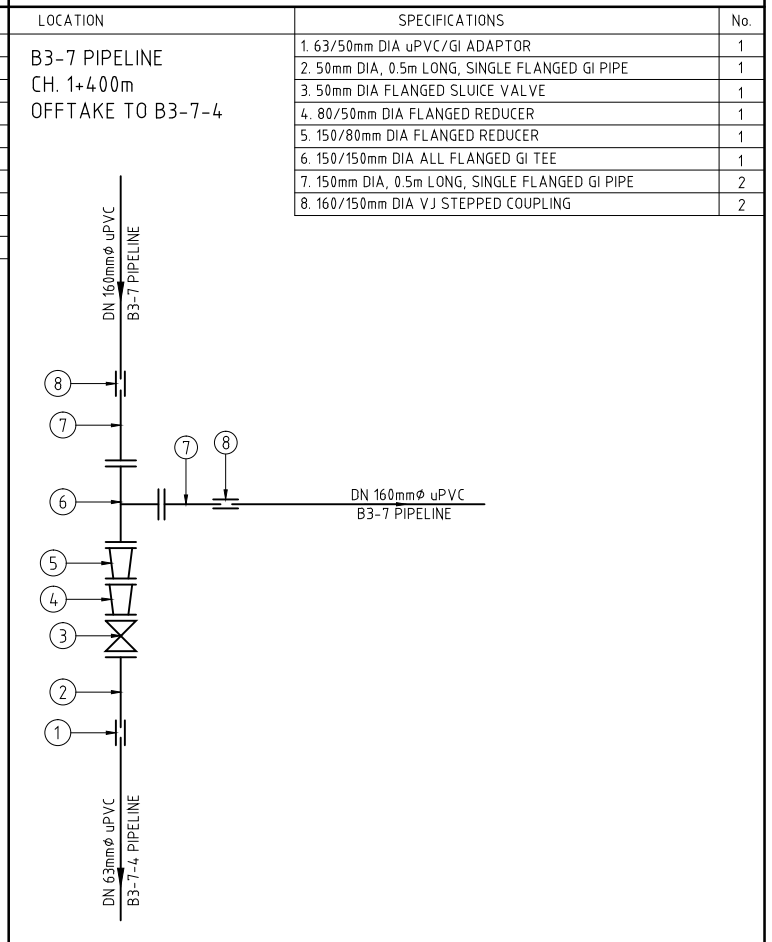 LOCATION SPECIFICATIONS No.
B3-7 PIPELINE
CH. 1+400m
OFFTAKE TO B3-7-4
1. 63/50mm DIA uPVC/GI ADAPTOR 1
2. 50mm DIA, 0.5m LONG, SINGLE FLANGED GI PIPE 1
3. 50mm DIA FLANGED SLUICE VALVE 1
4. 80/50mm DIA FLANGED REDUCER 1
5. 150/80mm DIA FLANGED REDUCER 1
6. 150/150mm DIA ALL FLANGED GI TEE 1
7. 150mm DIA, 0.5m LONG, SINGLE FLANGED GI PIPE 2
8. 160/150mm DIA VJ STEPPED COUPLING 2
DN 160mmØ uPVC
B3-7 PIPELINE
8
7
7
8
6
DN 160mmØ uPVC
B3-7 PIPELINE
5
4
3
2
1
DN 63mmØ uPVC
B3-7-4 PIPELINE